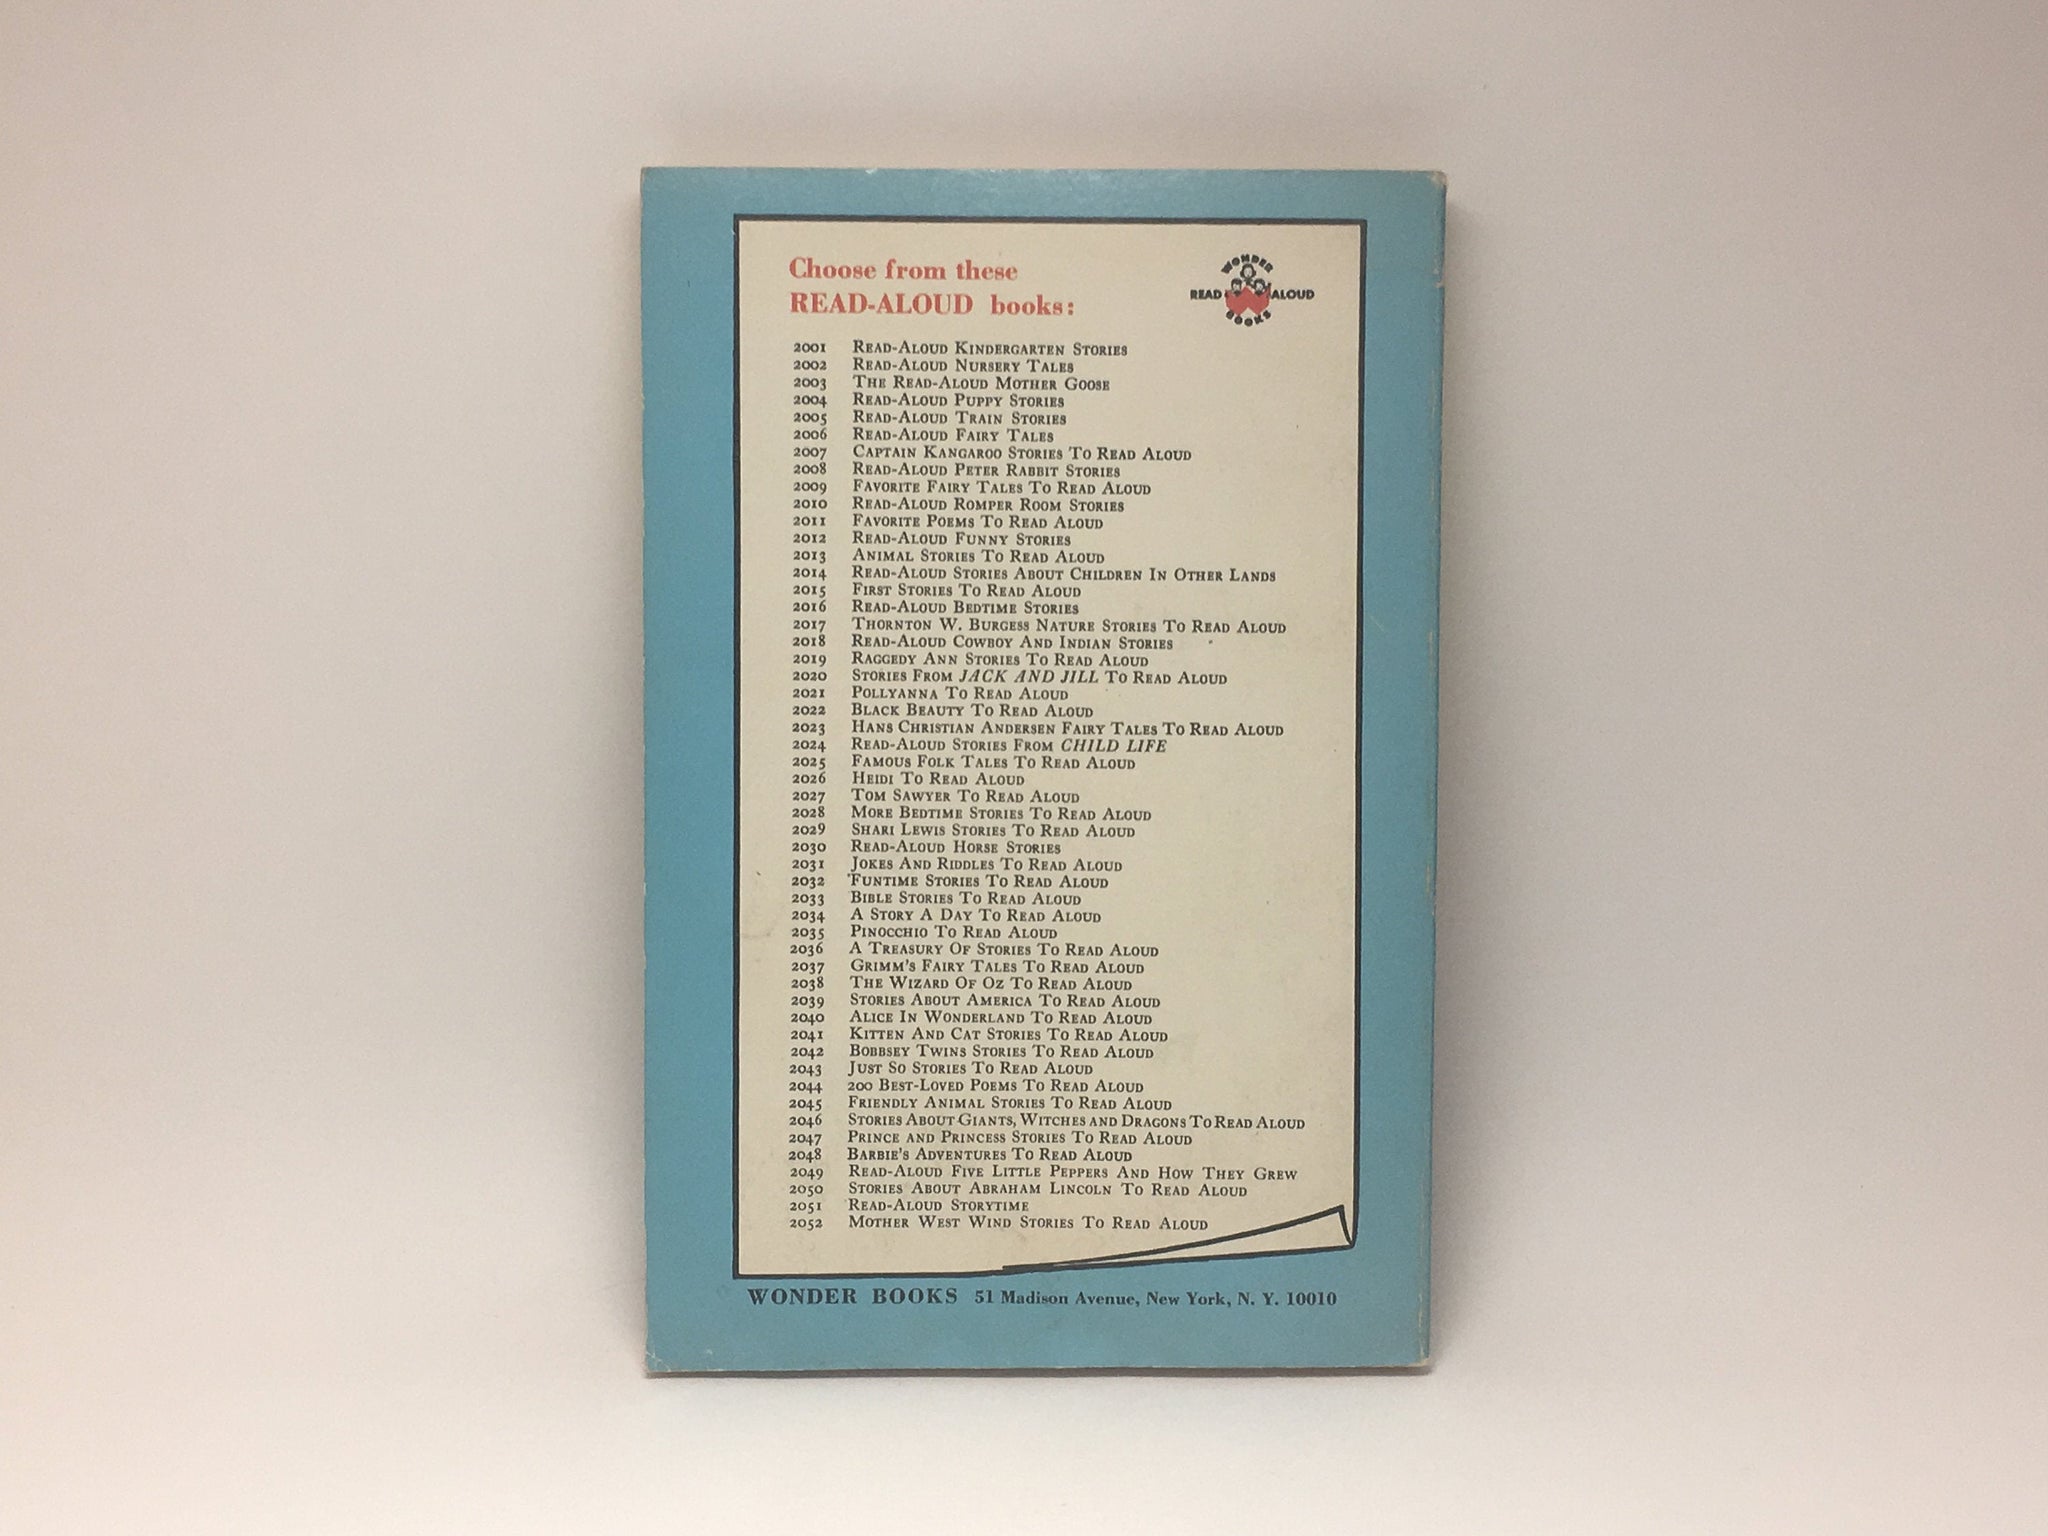 Choose from these
READ-ALOUD books:
WONDER
READ ALOUD
BOOKS
2001 READ-ALOUD KINDERGARTEN STORIES
2002 READ-ALOUD NURSERY TALES
2003 THE READ-ALOUD MOTHER GOOSE
2004 READ-ALOUD PUPPY STORIES
2005 READ-ALOUD TRAIN STORIES
2006 READ-ALOUD FAIRY TALES
2007 CAPTAIN KANGAROO STORIES TO READ ALOUD
2008 READ-ALOUD PETER RABBIT STORIES
2009 FAVORITE FAIRY TALES TO READ ALOUD
2010 READ-ALOUD ROMPER ROOM STORIES
2011 FAVORITE POEMS TO READ ALOUD
2012 READ-ALOUD FUNNY STORIES
2013 ANIMAL STORIES TO READ ALOUD
2014 READ-ALOUD STORIES ABOUT CHILDREN IN OTHER LANDS
2015 FIRST STORIES TO READ ALOUD
2016 READ-ALOUD BEDTIME STORIES
2017 THORNTON W. BURGESS NATURE STORIES TO READ ALOUD
2018 READ-ALOUD COWBOY AND INDIAN STORIES
2019 RAGGEDY ANN STORIES TO READ ALOUD
2020 STORIES FROM JACK AND JILL TO READ ALOUD
2021 POLLYANNA TO READ ALOUD
2022 BLACK BEAUTY TO READ ALOUD
2023 HANS CHRISTIAN ANDERSEN FAIRY TALES TO READ ALOUD
2024 READ-ALOUD STORIES FROM CHILD LIFE
2025 FAMOUS FOLK TALES TO READ ALOUD
2026 HEIDI TO READ ALOUD
2027 TOM SAWYER TO READ ALOUD
2028 MORE BEDTIME STORIES TO READ ALOUD
2029 SHARI LEWIS STORIES TO READ ALOUD
2030 READ-ALOUD HORSE STORIES
2031 JOKES AND RIDDLES TO READ ALOUD
2032 FUNTIME STORIES TO READ ALOUD
2033 BIBLE STORIES TO READ ALOUD
2034 A STORY A DAY TO READ ALOUD
2035 PINOCCHIO TO READ ALOUD
2036 A TREASURY OF STORIES TO READ ALOUD
2037 GRIMM'S FAIRY TALES TO READ ALOUD
2038 THE WIZARD OF OZ TO READ ALOUD
2039 STORIES ABOUT AMERICA TO READ ALOUD
2040 ALICE IN WONDERLAND TO READ ALOUD
2041 KITTEN AND CAT STORIES TO READ ALOUD
2042 BOBBSEY TWINS STORIES TO READ ALOUD
2043 JUST SO STORIES TO READ ALOUD
2044 200 BEST-LOVED POEMS TO READ ALOUD
2045 FRIENDLY ANIMAL STORIES TO READ ALOUD
2046 STORIES ABOUT GIANTS, WITCHES AND DRAGONS TO READ ALOUD
2047 PRINCE AND PRINCESS STORIES TO READ ALOUD
2048 BARBIE'S ADVENTURES TO READ ALOUD
2049 READ-ALOUD FIVE LITTLE PEPPERS AND HOW THEY GREW
2050 STORIES ABOUT ABRAHAM LINCOLN TO READ ALOUD
2051 READ-ALOUD STORYTIME
2052 MOTHER WEST WIND STORIES TO READ ALOUD
WONDER BOOKS 51 Madison Avenue, New York, N. Y. 10010